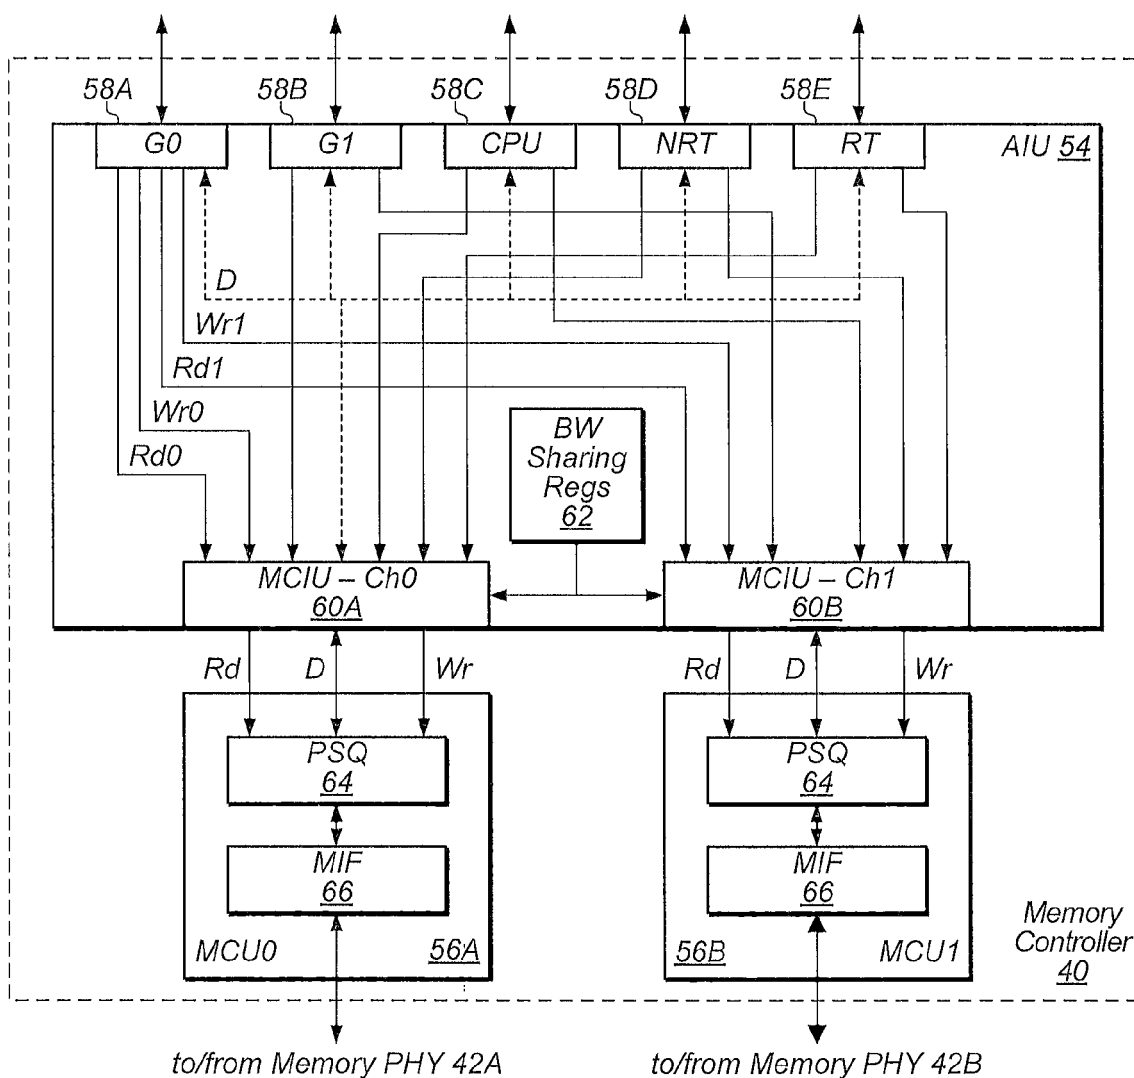 58A 58B 58C 58D 58E
G0 G1 CPU NRT RT
AIU 54
D
Wr1
Rd1
Wr0
Rd0
BW
Sharing
Regs
62
MCIU – Ch0
60A
MCIU – Ch1
60B
Rd D Wr
Rd D Wr
PSQ
64
PSQ
64
MIF
66
MIF
66
MCU0 56A
56B MCU1
Memory
Controller
40
to/from Memory PHY 42A
to/from Memory PHY 42B